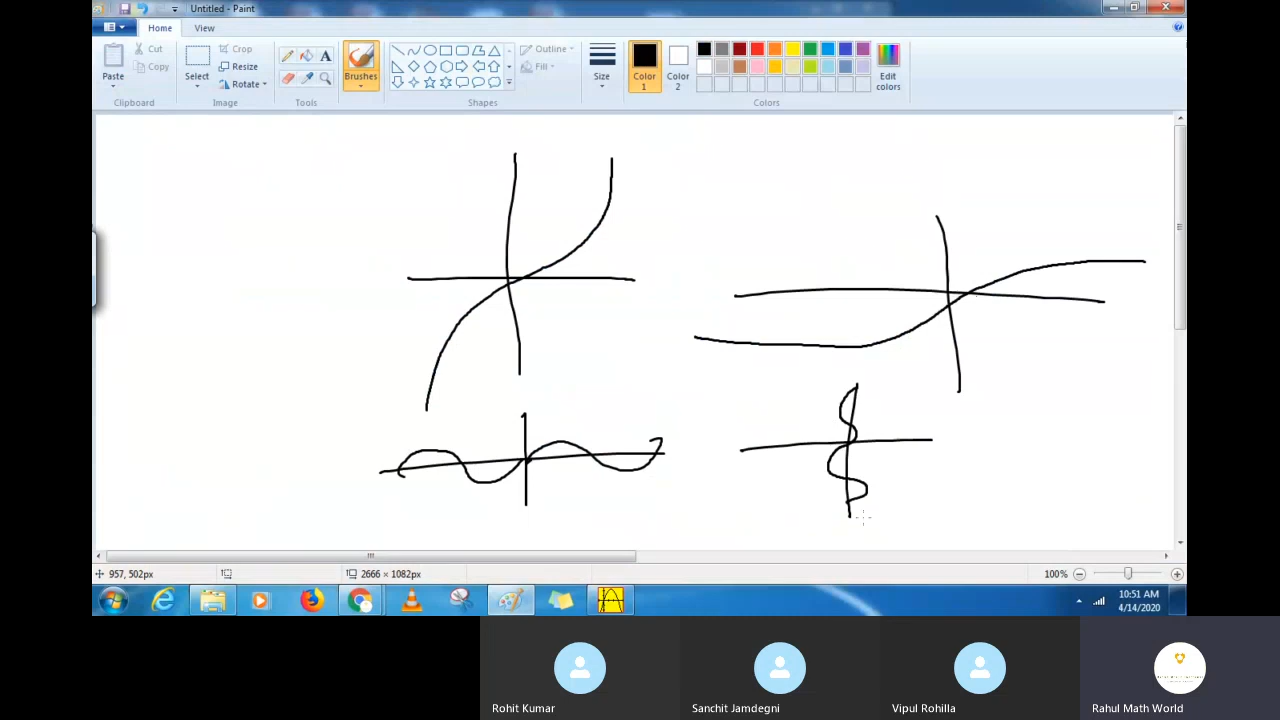 Untitled - Paint
Home View
Paste
Cut
Copy
Clipboard
Select
Crop
Resize
Rotate
Image
A
Tools
Brushes
Outline
Fill
Shapes
Size
Color 1
Color 2
Edit colors
Colors
957, 502px
2666 × 1082px
100%
10:51 AM
4/14/2020
Rohit Kumar
Sanchit Jamdegni
Vipul Rohilla
Rahul Math World